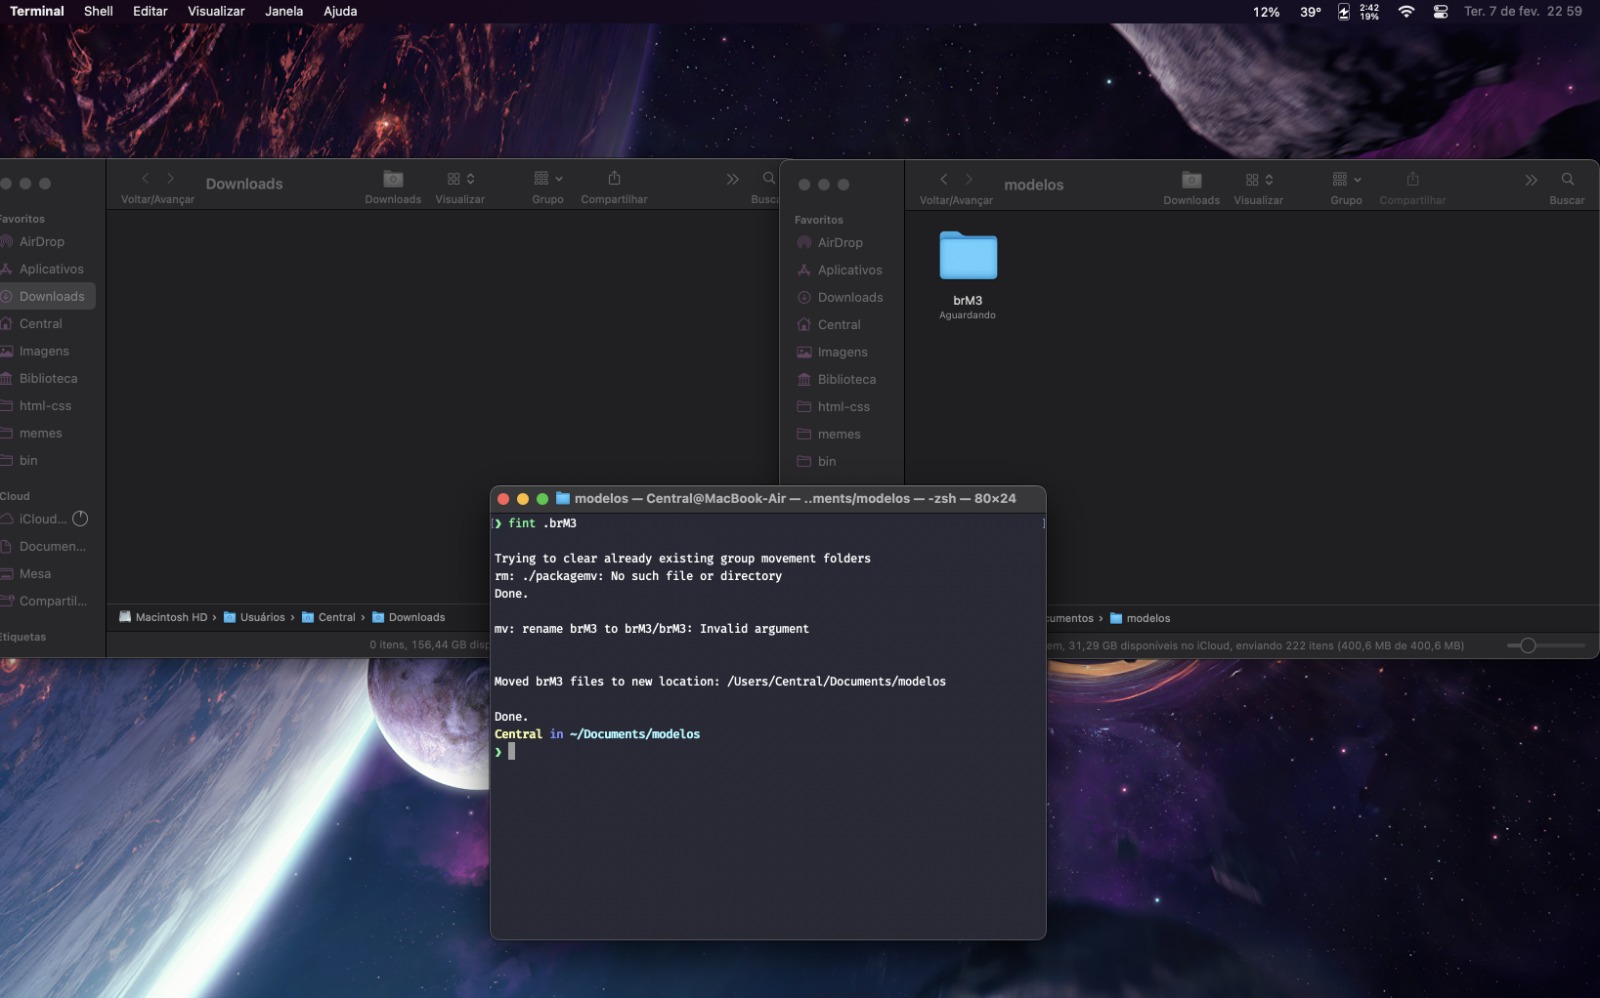 Terminal Shell Editar Visualizar Janela Ajuda 12% 39° 2:42 19% Ter. 7 de fev. 22 59
Downloads
Voltar/Avançar Downloads Visualizar Grupo Compartilhar
Favoritos
AirDrop
Aplicativos
Downloads
Central
Imagens
Biblioteca
html-css
memes
bin
iCloud...
Documen...
Mesa
Compartil...
Macintosh HD › Usuários › Central › Downloads
0 itens, 156,44 GB
modelos
Voltar/Avançar Downloads Visualizar Grupo Compartilhar Buscar
Favoritos
AirDrop
Aplicativos
Downloads
Central
Imagens
Biblioteca
html-css
memes
bin
brM3
Aguardando
› modelos
31,29 GB disponíveis no iCloud, enviando 222 itens (400,6 MB de 400,6 MB)
modelos — Central@MacBook-Air — ..ments/modelos — -zsh — 80×24
[❯ fint .brM3 ]
Trying to clear already existing group movement folders
rm: ./packagemv: No such file or directory
Done.
mv: rename brM3 to brM3/brM3: Invalid argument
Moved brM3 files to new location: /Users/Central/Documents/modelos
Done.
Central in ~/Documents/modelos
❯